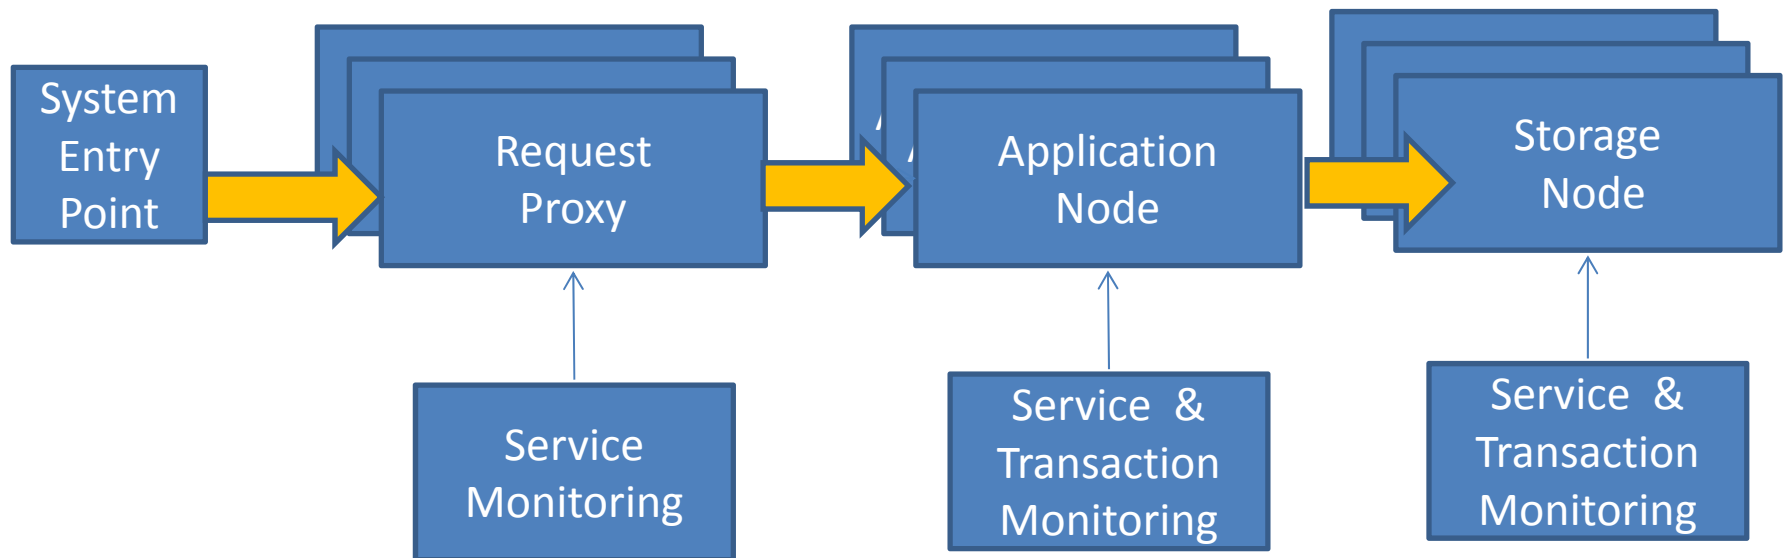 System
Entry
Point
Request
Proxy
Application
Node
Storage
Node
Service
Monitoring
Service &
Transaction
Monitoring
Service &
Transaction
Monitoring